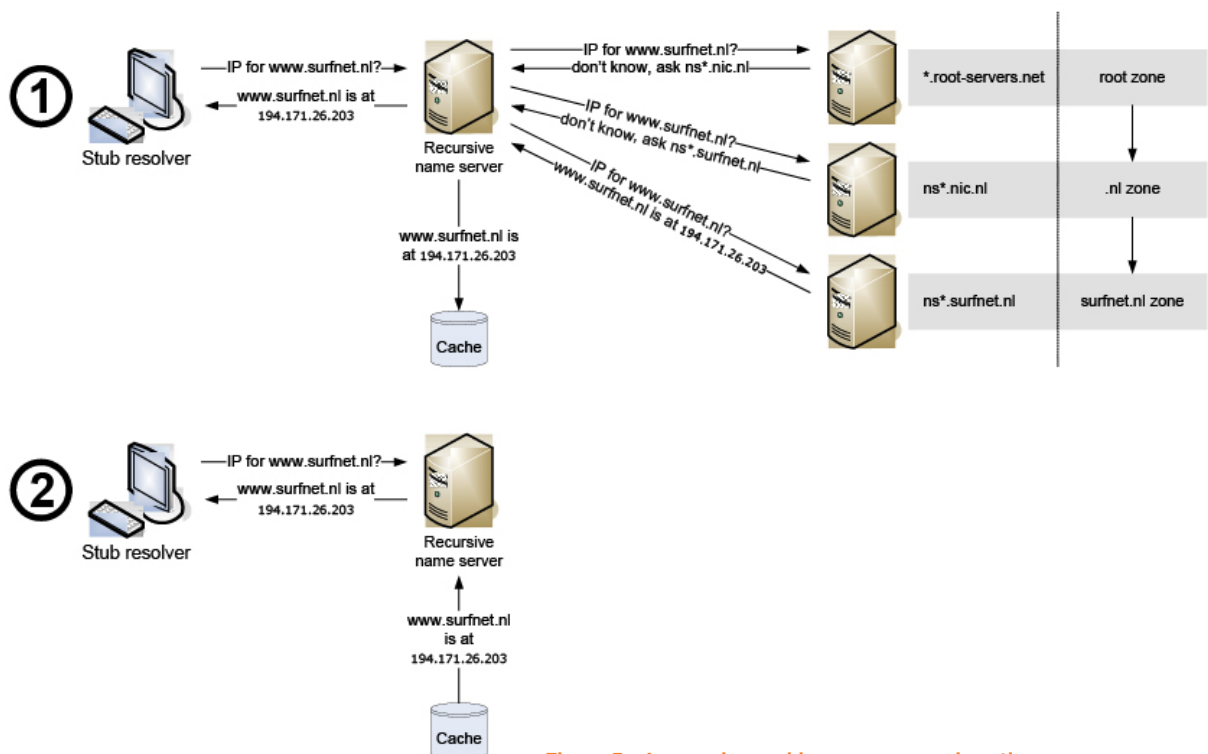 1
IP for www.surfnet.nl?
www.surfnet.nl is at
194.171.26.203
Stub resolver
Recursive
name server
IP for www.surfnet.nl?
don't know, ask ns*.nic.nl
IP for www.surfnet.nl?
don't know, ask ns*.surfnet.nl
IP for www.surfnet.nl?
www.surfnet.nl is at 194.171.26.203
*.root-servers.net
root zone
ns*.nic.nl
.nl zone
ns*.surfnet.nl
surfnet.nl zone
www.surfnet.nl is
at 194.171.26.203
Cache
2
IP for www.surfnet.nl?
www.surfnet.nl is at
194.171.26.203
Stub resolver
Recursive
name server
www.surfnet.nl
is at
194.171.26.203
Cache